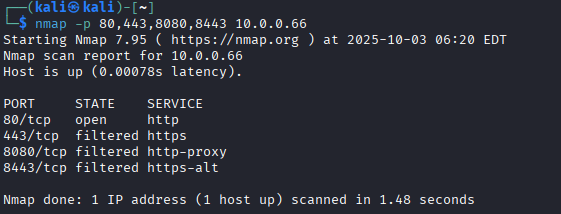 ┌──(kali㉿kali)-[~]
└─$ nmap -p 80,443,8080,8443 10.0.0.66
Starting Nmap 7.95 ( https://nmap.org ) at 2025-10-03 06:20 EDT
Nmap scan report for 10.0.0.66
Host is up (0.00078s latency).

PORT     STATE    SERVICE
80/tcp   open     http
443/tcp  filtered https
8080/tcp filtered http-proxy
8443/tcp filtered https-alt

Nmap done: 1 IP address (1 host up) scanned in 1.48 seconds